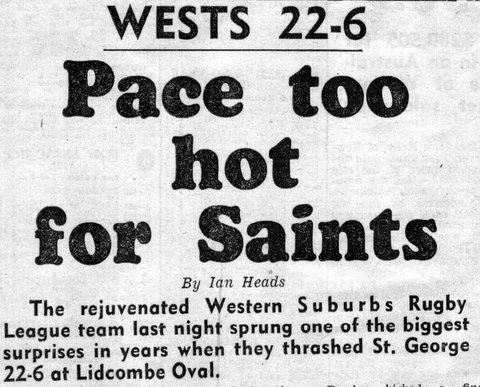 WESTS 22-6
Pace too
hot
for Saints
By Ian Heads
The rejuvenated Western Suburbs Rugby
League team last night sprung one of the biggest
surprises in years when they thrashed St. George
22-6 at Lidcombe Oval.